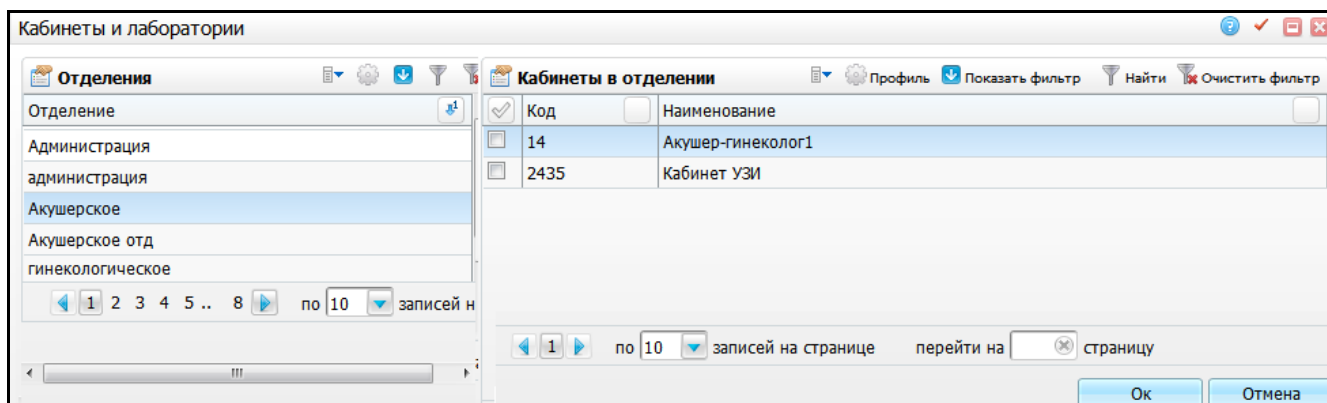 Кабинеты и лаборатории
Отделения
Отделение
Администрация
администрация
Акушерское
Акушерское отд
гинекологическое
1 2 3 4 5 .. 8 по 10 записей н
Кабинеты в отделении Профиль Показать фильтр Найти Очистить фильтр
Код Наименование
14 Акушер-гинеколог1
2435 Кабинет УЗИ
1 по 10 записей на странице перейти на страницу
Ок Отмена